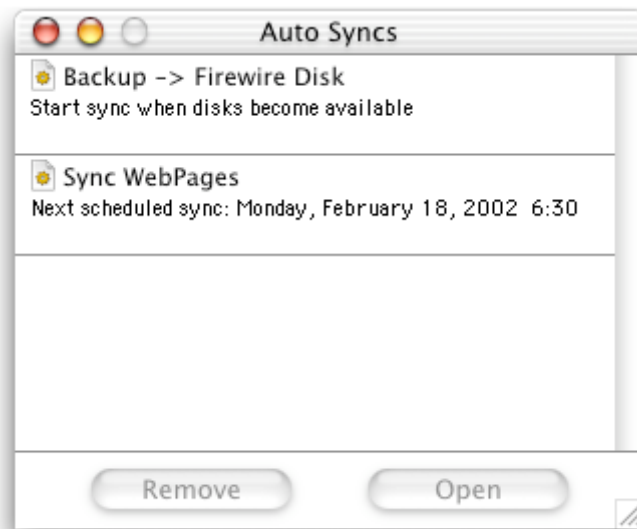 Auto Syncs
Backup -> Firewire Disk
Start sync when disks become available
Sync WebPages
Next scheduled sync: Monday, February 18, 2002  6:30
Remove
Open